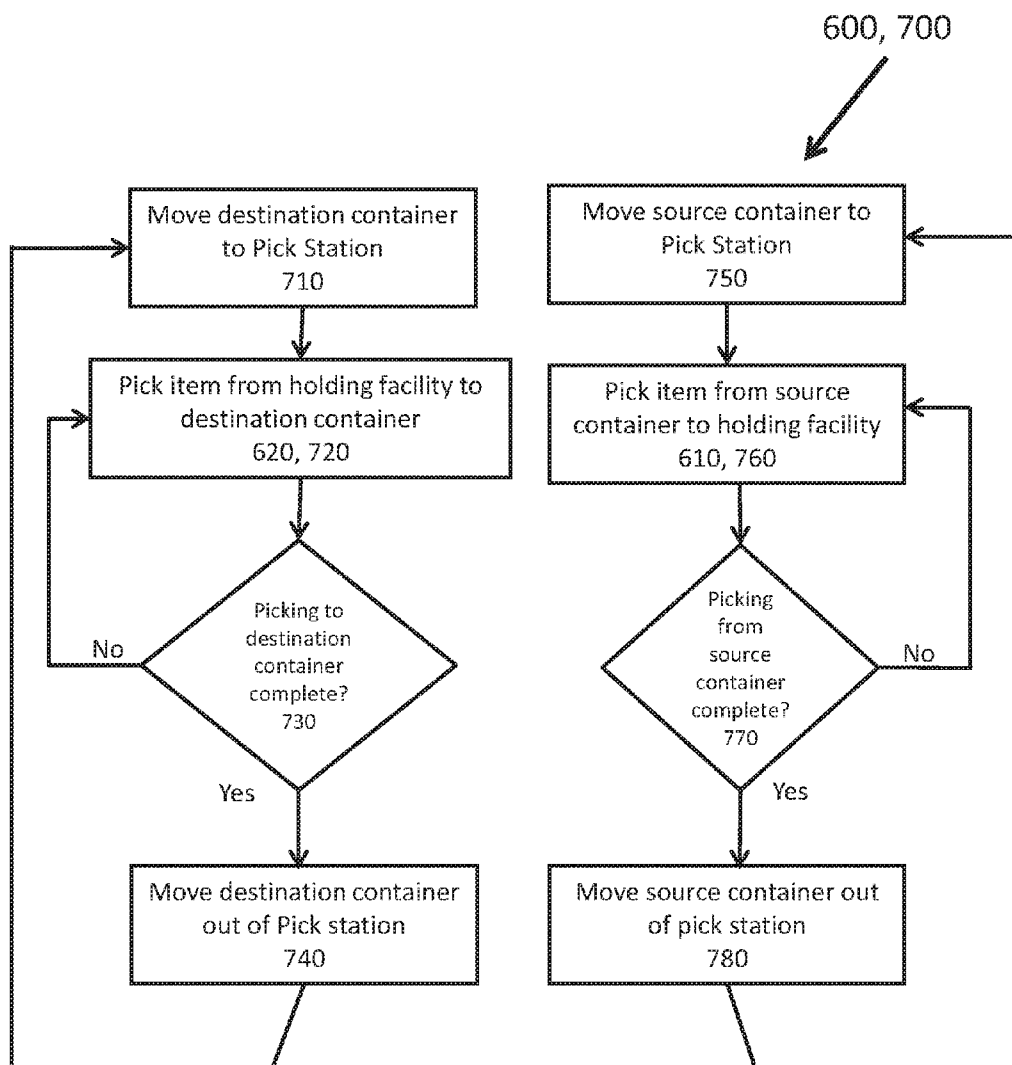 600, 700
Move destination container
to Pick Station
710
Pick item from holding facility to
destination container
620, 720
Picking to
destination
container
complete?
730
No
Yes
Move destination container
out of Pick station
740
Move source container to
Pick Station
750
Pick item from source
container to holding facility
610, 760
Picking
from
source
container
complete?
770
No
Yes
Move source container out
of pick station
780